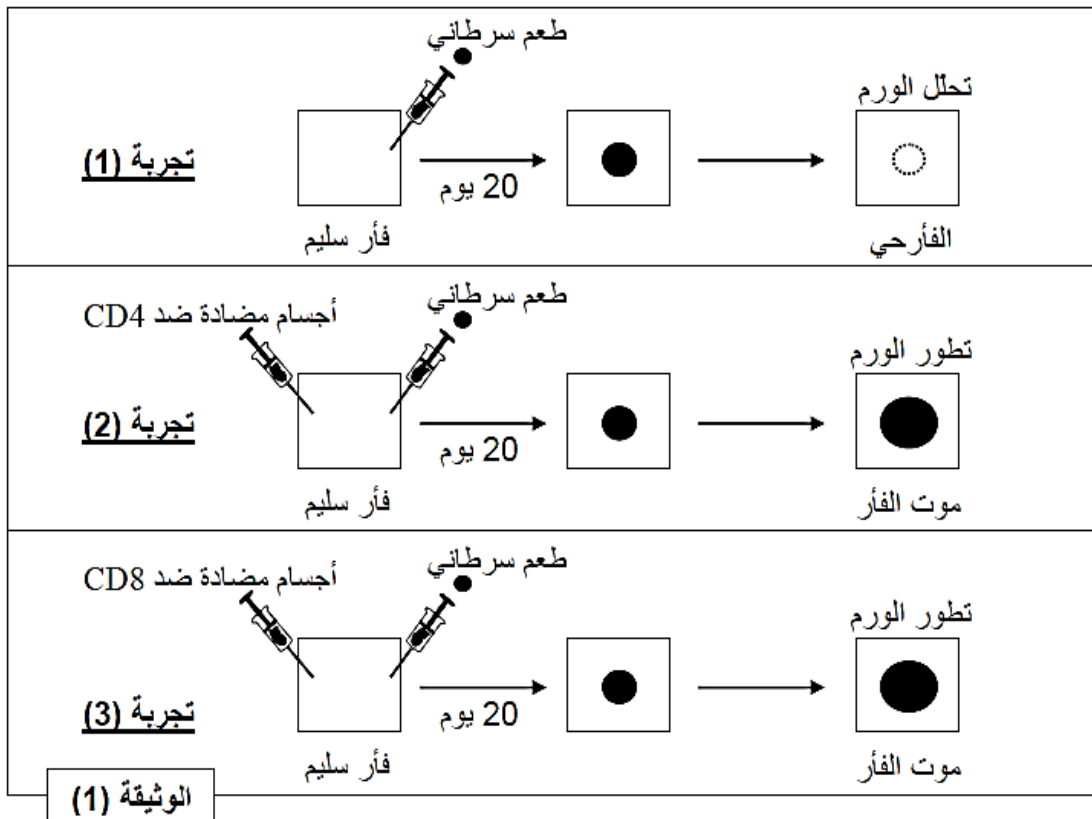 طعم سرطاني
تحلل الورم
تجربة (1)
20 يوم
فأر سليم
الفأرحي
أجسام مضادة ضد CD4
طعم سرطاني
تطور الورم
تجربة (2)
20 يوم
فأر سليم
موت الفأر
أجسام مضادة ضد CD8
طعم سرطاني
تطور الورم
تجربة (3)
20 يوم
فأر سليم
موت الفأر
الوثيقة (1)